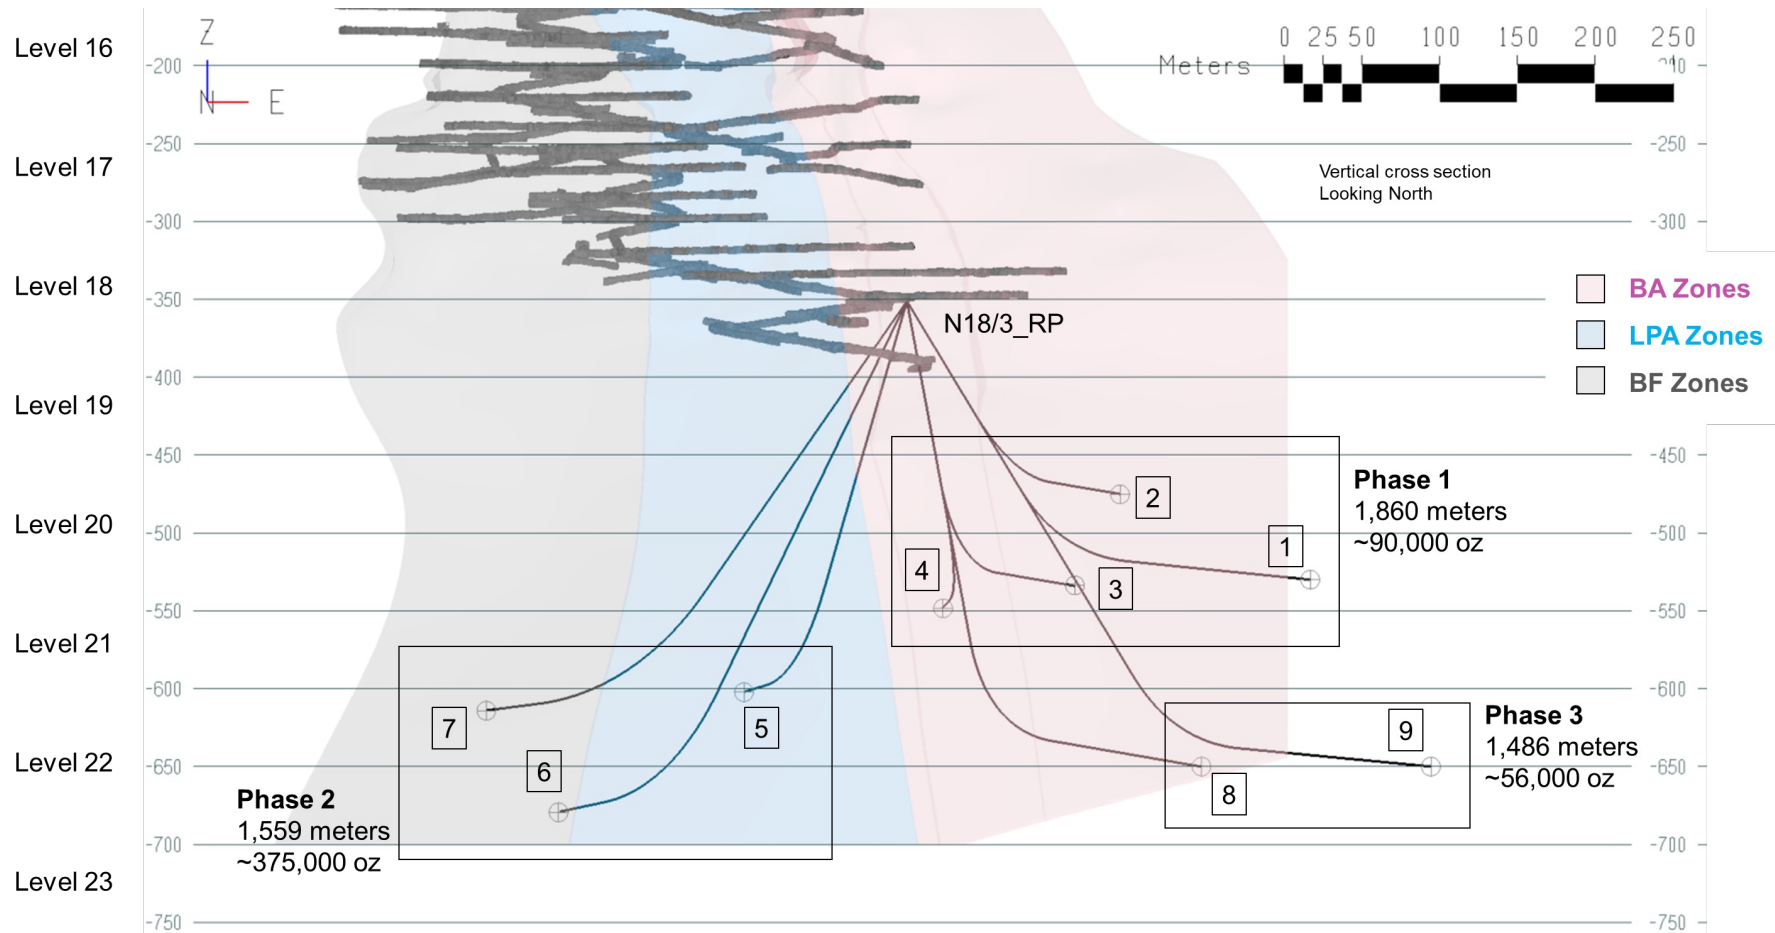 Level 16
Level 17
Level 18
Level 19
Level 20
Level 21
Level 22
Level 23
Z
N
E
-200
-250
-300
-350
-400
-450
-500
-550
-600
-650
-700
-750
Meters
0 25 50 100 150 200 250
Vertical cross section
Looking North
-250
-300
-450
-500
-550
-600
-650
-700
-750
BA Zones
LPA Zones
BF Zones
N18/3_RP
2
1
4
3
Phase 1
1,860 meters
~90,000 oz
7
5
6
Phase 2
1,559 meters
~375,000 oz
9
8
Phase 3
1,486 meters
~56,000 oz